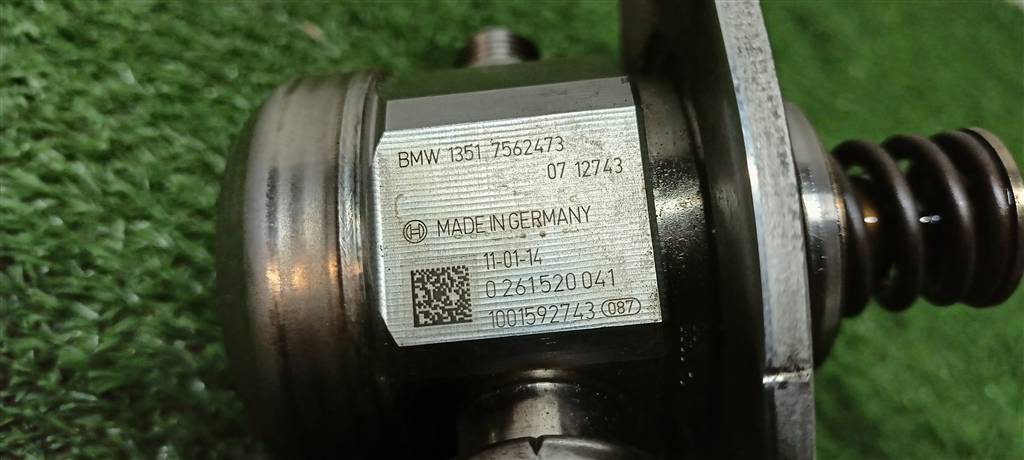 BMW 1351 7562473
07 12743
MADE IN GERMANY
11-01-14
0 261 520 041
1001592743 087